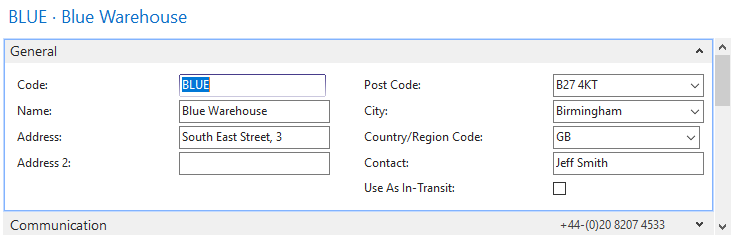 BLUE · Blue Warehouse
General
Code: BLUE
Name: Blue Warehouse
Address: South East Street, 3
Address 2:
Post Code: B27 4KT
City: Birmingham
Country/Region Code: GB
Contact: Jeff Smith
Use As In-Transit:
Communication +44-(0)20 8207 4533